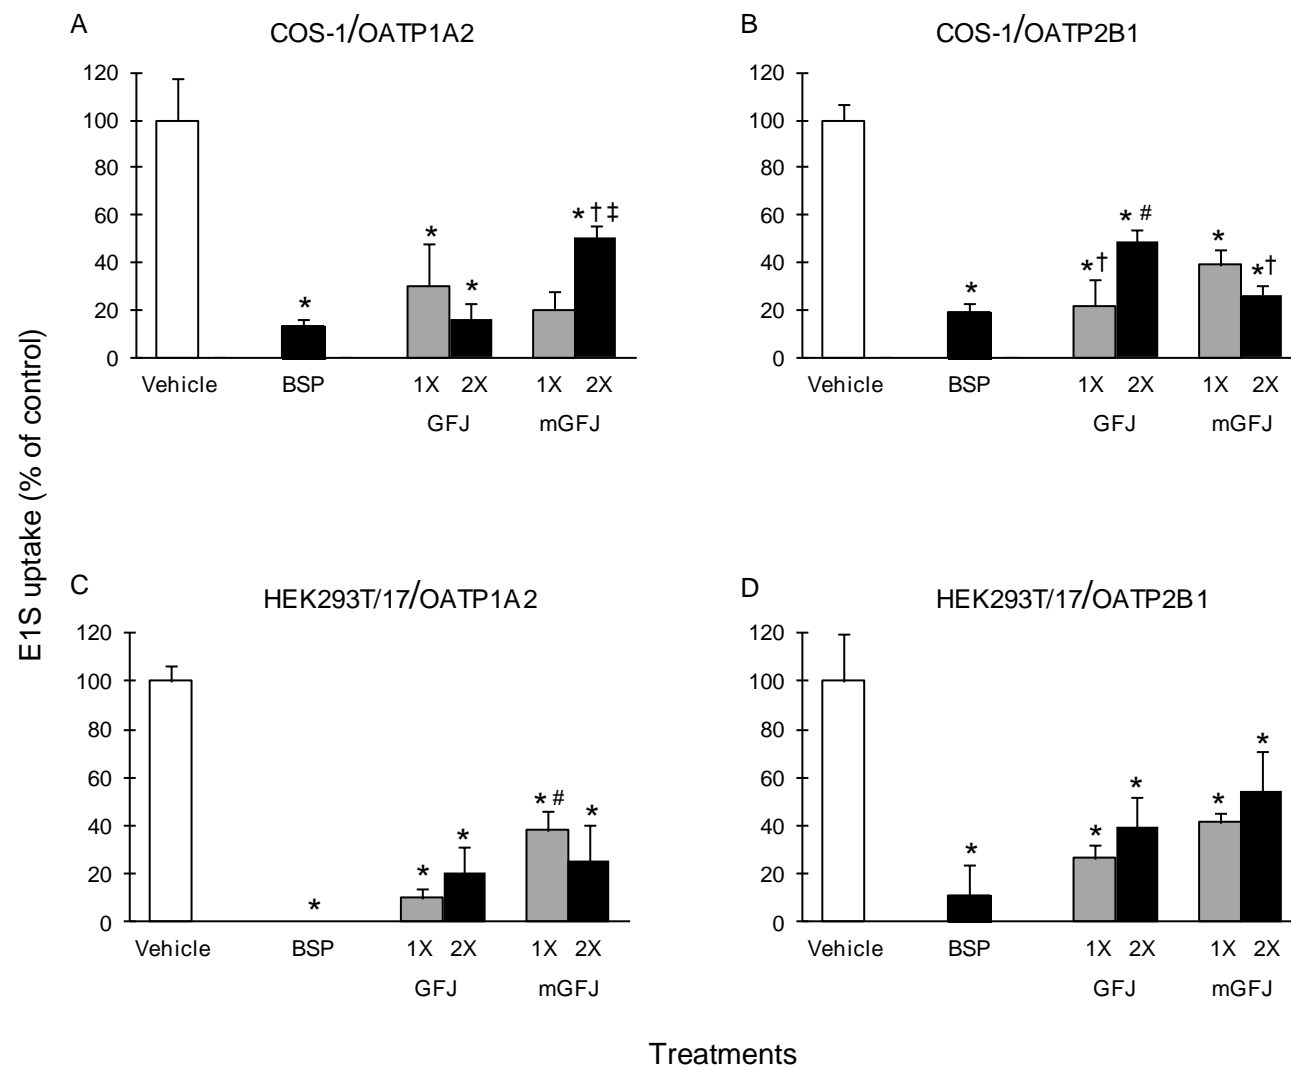 A
COS-1/OATP1A2
120
100
80
60
40
20
0
*
*
*
* † ‡
Vehicle
BSP
1X 2X
1X 2X
GFJ
mGFJ
B
COS-1/OATP2B1
120
100
80
60
40
20
0
*
* †
* #
*
* †
Vehicle
BSP
1X 2X
1X 2X
GFJ
mGFJ
E1S uptake (% of control)
C
HEK293T/17/OATP1A2
120
100
80
60
40
20
0
*
*
*
* #
*
Vehicle
BSP
1X 2X
1X 2X
GFJ
mGFJ
D
HEK293T/17/OATP2B1
120
100
80
60
40
20
0
*
*
*
*
*
Vehicle
BSP
1X 2X
1X 2X
GFJ
mGFJ
Treatments